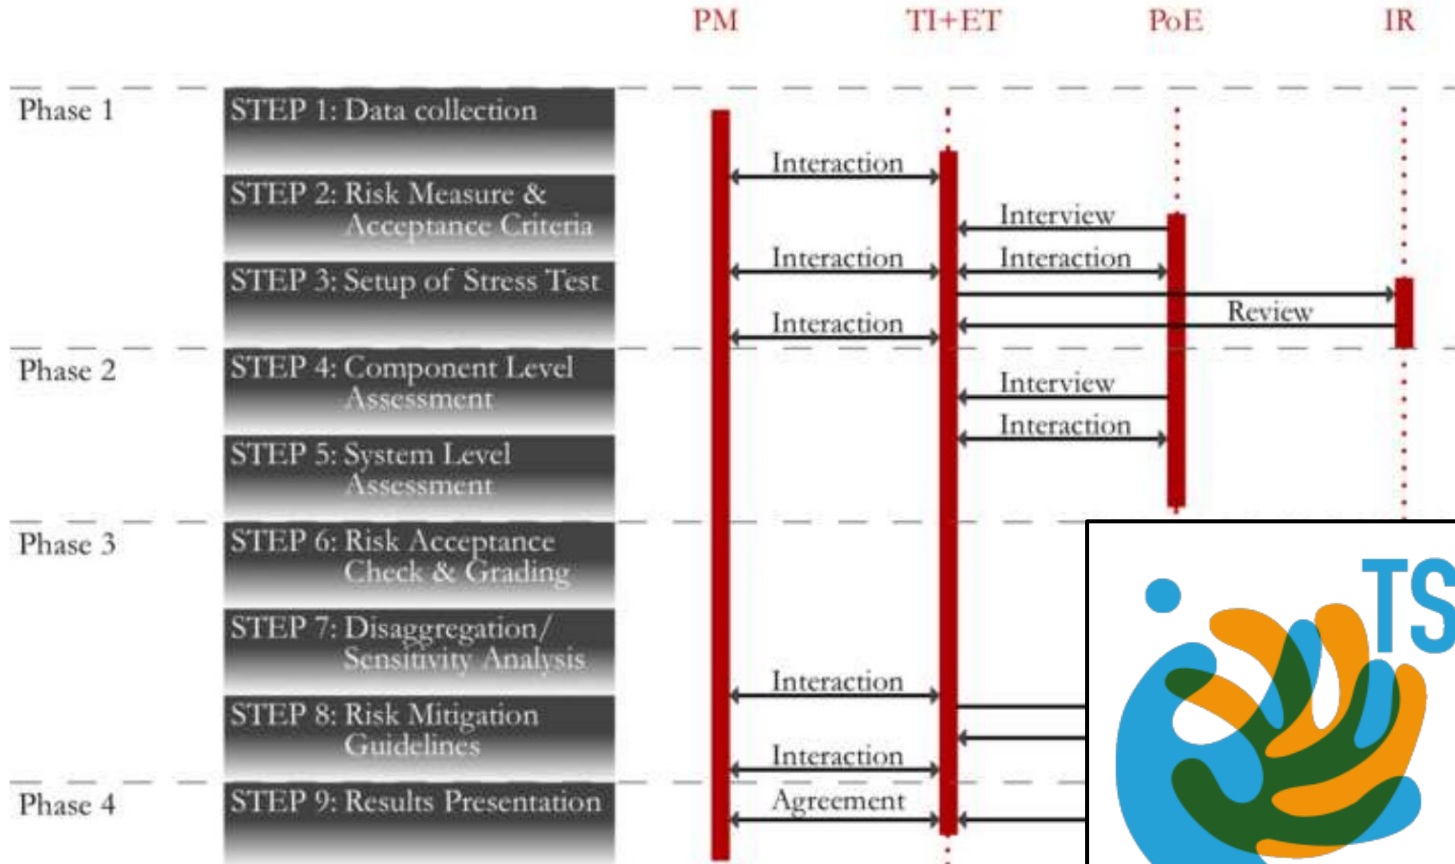 PM TI+ET PoE IR
Phase 1
STEP 1: Data collection
Interaction
STEP 2: Risk Measure &
Acceptance Criteria
Interview
Interaction Interaction
STEP 3: Setup of Stress Test
Review
Interaction
Phase 2
STEP 4: Component Level
Assessment
Interview
Interaction
STEP 5: System Level
Assessment
Phase 3
STEP 6: Risk Acceptance
Check & Grading
STEP 7: Disaggregation/
Sensitivity Analysis
Interaction
STEP 8: Risk Mitigation
Guidelines
Interaction
Phase 4
STEP 9: Results Presentation
Agreement
TS